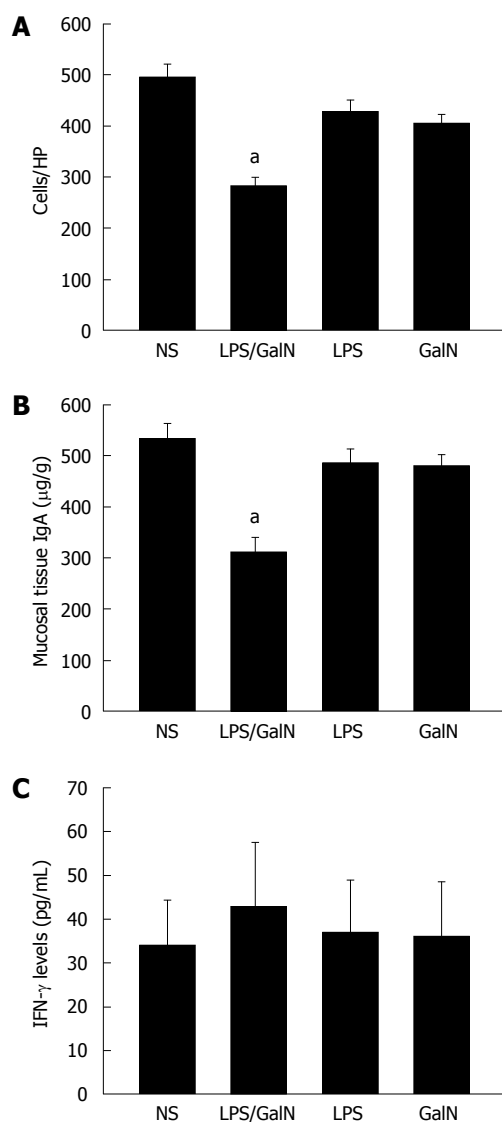 A
600
500
400
300
200
100
0
Cells/HP
a
NS LPS/GalN LPS GalN
B
600
500
400
300
200
100
0
Mucosal tissue IgA (μg/g)
a
NS LPS/GalN LPS GalN
C
70
60
50
40
30
20
10
0
IFN-γ levels (pg/mL)
NS LPS/GalN LPS GalN